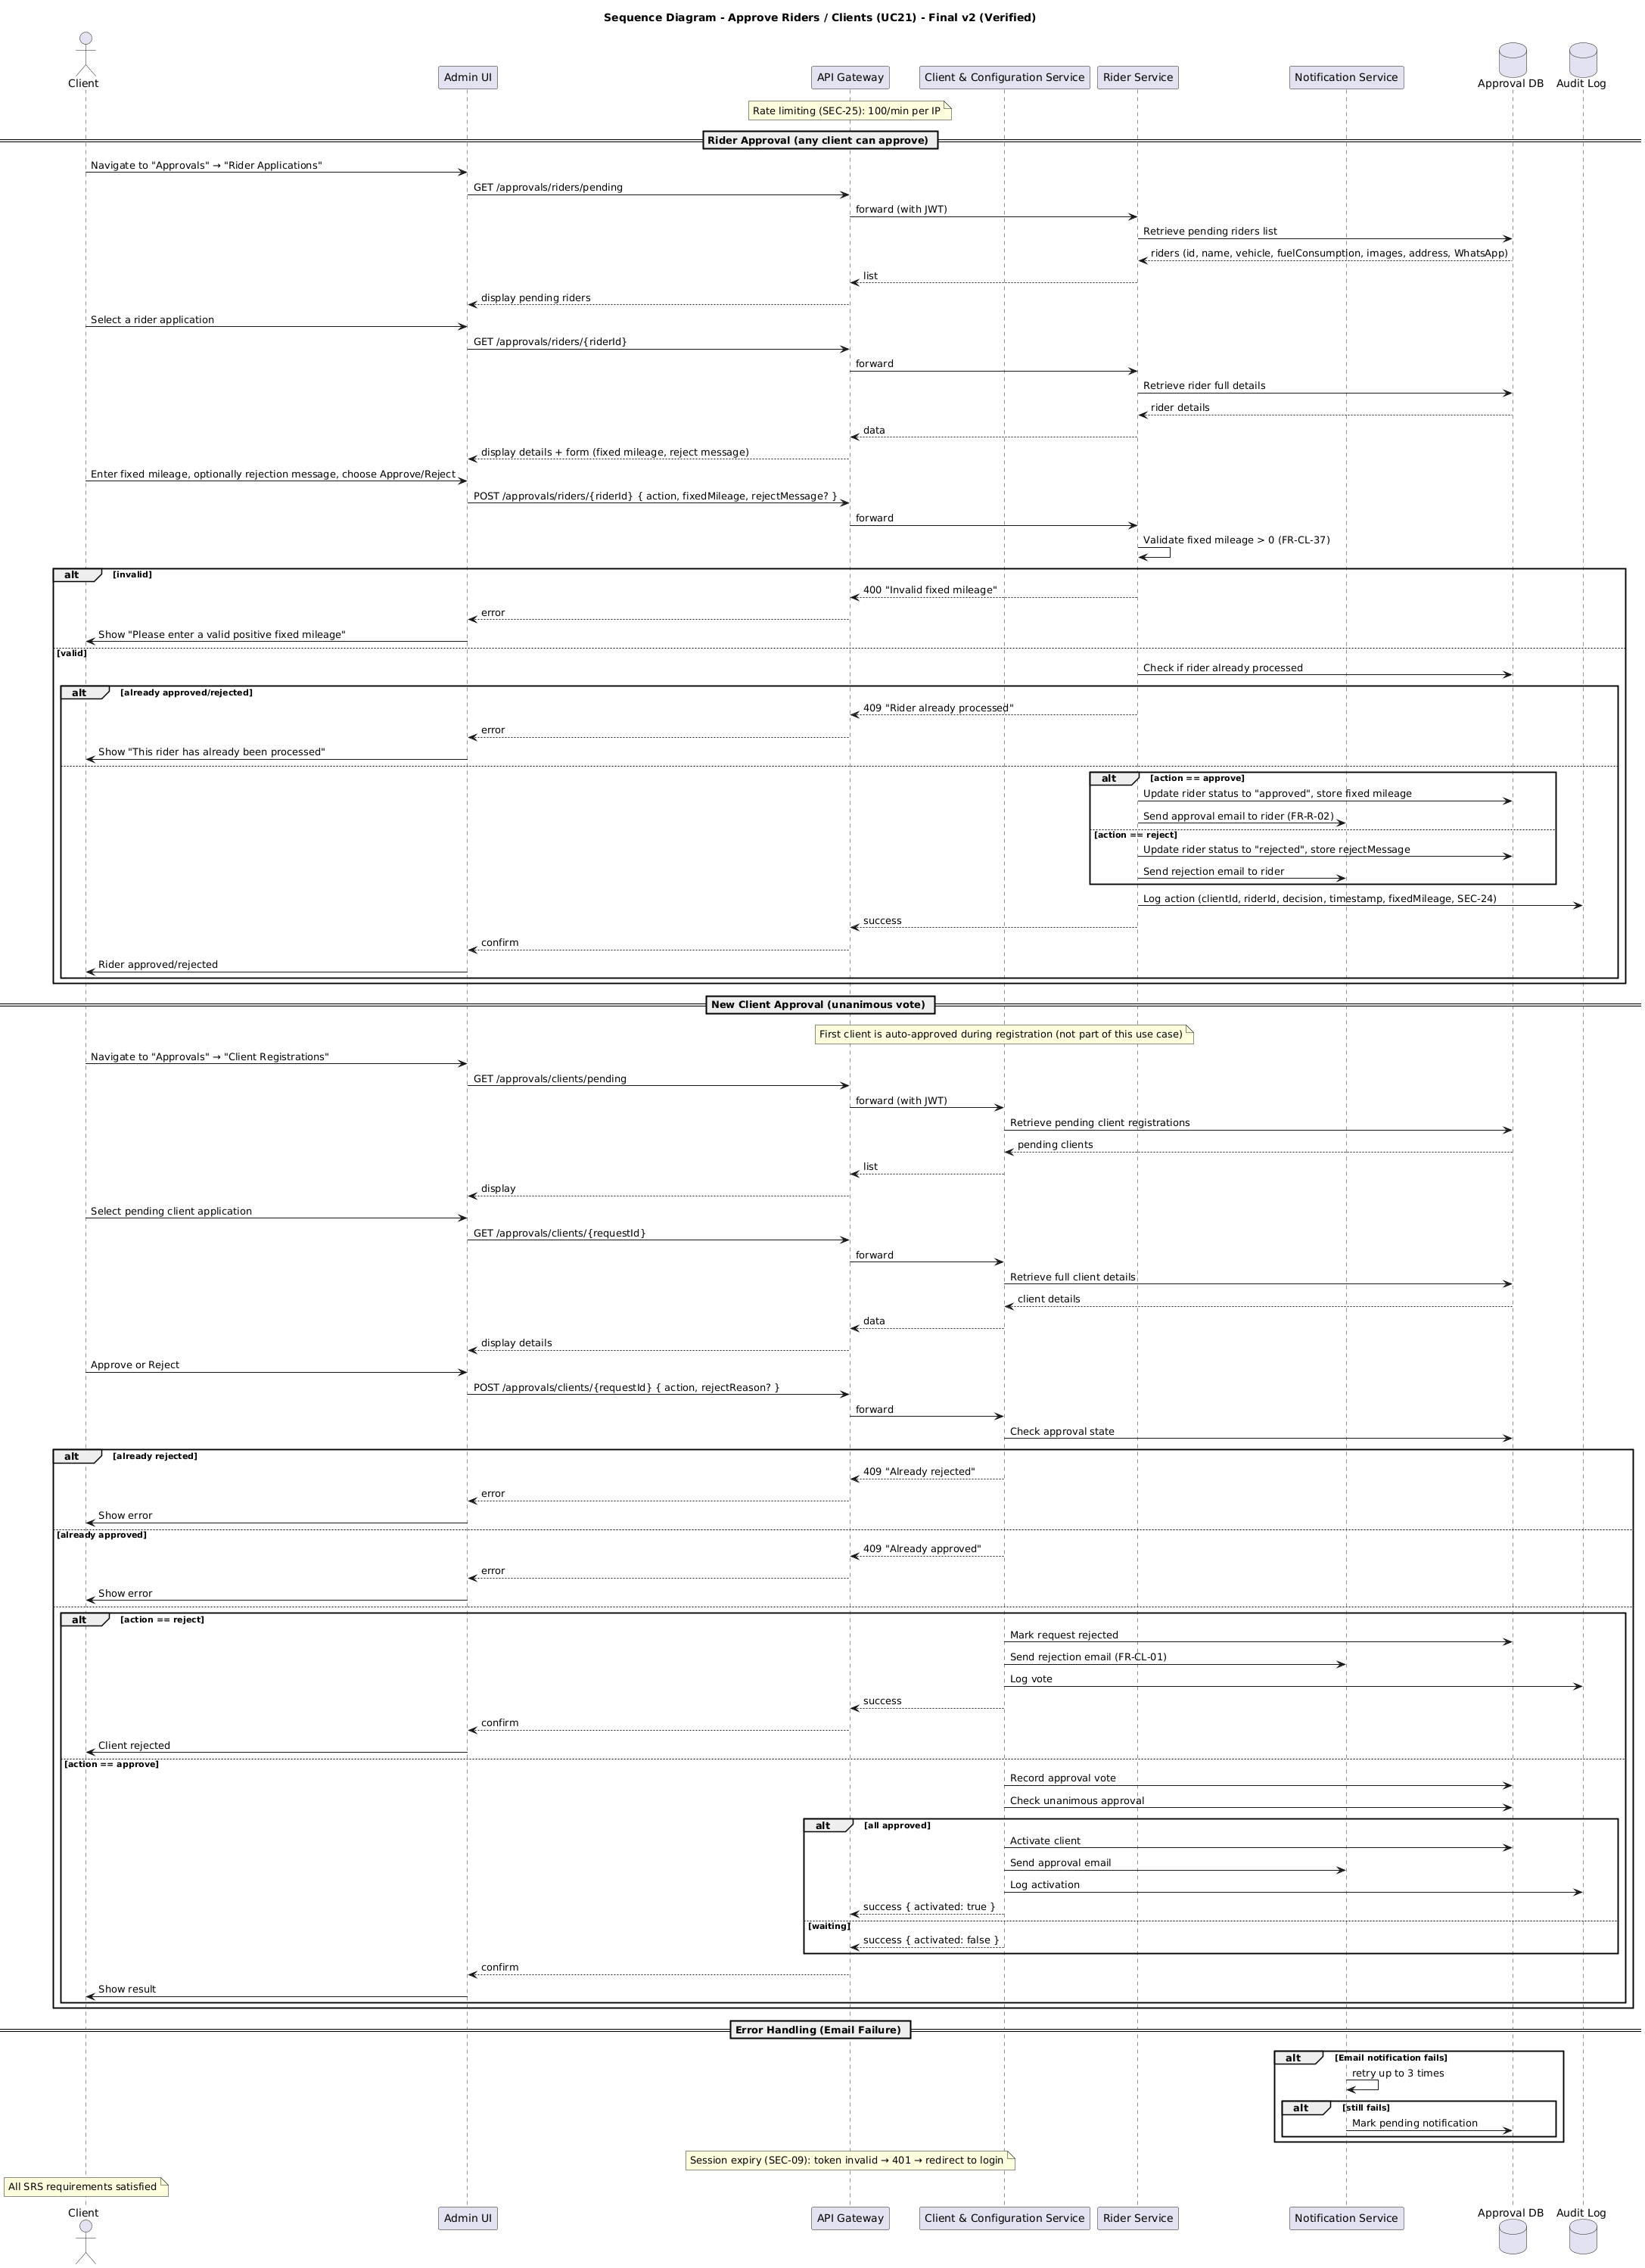 Sequence Diagram - Approve Riders / Clients (UC21) - Final v2 (Verified)
Client
Admin UI
API Gateway
Client & Configuration Service
Rider Service
Notification Service
Approval DB
Audit Log
Rate limiting (SEC-25): 100/min per IP
Rider Approval (any client can approve)
Navigate to "Approvals" → "Rider Applications"
GET /approvals/riders/pending
forward (with JWT)
Retrieve pending riders list
riders (id, name, vehicle, fuelConsumption, images, address, WhatsApp)
list
display pending riders
Select a rider application
GET /approvals/riders/{riderId}
forward
Retrieve rider full details
rider details
data
display details + form (fixed mileage, reject message)
Enter fixed mileage, optionally rejection message, choose Approve/Reject
POST /approvals/riders/{riderId} { action, fixedMileage, rejectMessage? }
forward
Validate fixed mileage > 0 (FR-CL-37)
alt [invalid]
400 "Invalid fixed mileage"
error
Show "Please enter a valid positive fixed mileage"
[valid]
Check if rider already processed
alt [already approved/rejected]
409 "Rider already processed"
error
Show "This rider has already been processed"
alt [action == approve]
Update rider status to "approved", store fixed mileage
Send approval email to rider (FR-R-02)
[action == reject]
Update rider status to "rejected", store rejectMessage
Send rejection email to rider
Log action (clientId, riderId, decision, timestamp, fixedMileage, SEC-24)
success
confirm
Rider approved/rejected
New Client Approval (unanimous vote)
First client is auto-approved during registration (not part of this use case)
Navigate to "Approvals" → "Client Registrations"
GET /approvals/clients/pending
forward (with JWT)
Retrieve pending client registrations
pending clients
list
display
Select pending client application
GET /approvals/clients/{requestId}
forward
Retrieve full client details
client details
data
display details
Approve or Reject
POST /approvals/clients/{requestId} { action, rejectReason? }
forward
Check approval state
alt [already rejected]
409 "Already rejected"
error
Show error
[already approved]
409 "Already approved"
error
Show error
alt [action == reject]
Mark request rejected
Send rejection email (FR-CL-01)
Log vote
success
confirm
Client rejected
[action == approve]
Record approval vote
Check unanimous approval
alt [all approved]
Activate client
Send approval email
Log activation
success { activated: true }
[waiting]
success { activated: false }
confirm
Show result
Error Handling (Email Failure)
alt [Email notification fails]
retry up to 3 times
alt [still fails]
Mark pending notification
Session expiry (SEC-09): token invalid → 401 → redirect to login
All SRS requirements satisfied
Client
Admin UI
API Gateway
Client & Configuration Service
Rider Service
Notification Service
Approval DB
Audit Log